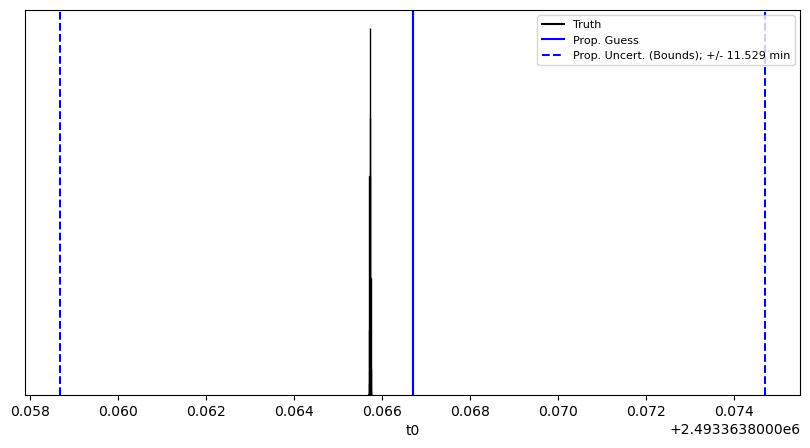 Truth
Prop. Guess
Prop. Uncert. (Bounds); +/- 11.529 min
0.058 0.060 0.062 0.064 0.066 0.068 0.070 0.072 0.074
t0
+2.4933638000e6